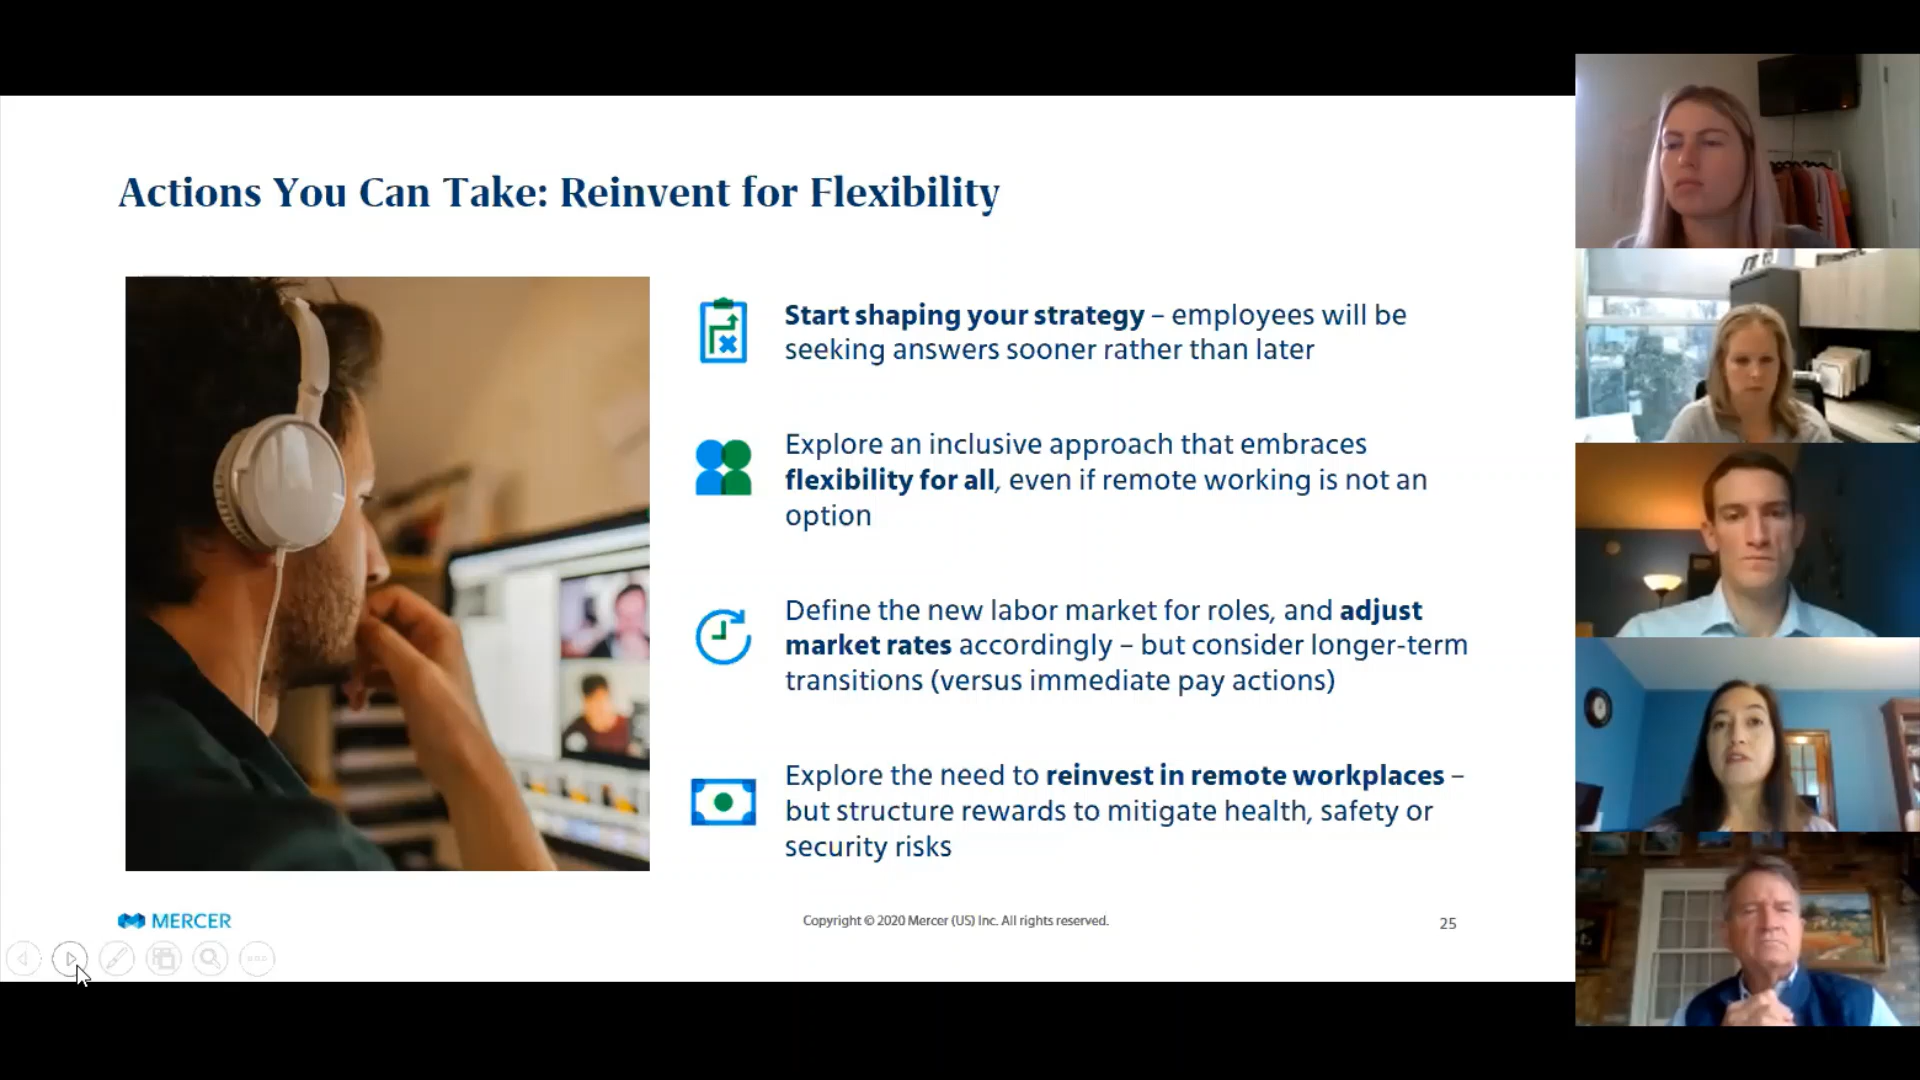 Actions You Can Take: Reinvent for Flexibility
Start shaping your strategy – employees will be
seeking answers sooner rather than later
Explore an inclusive approach that embraces
flexibility for all, even if remote working is not an
option
Define the new labor market for roles, and adjust
market rates accordingly – but consider longer-term
transitions (versus immediate pay actions)
Explore the need to reinvest in remote workplaces –
but structure rewards to mitigate health, safety or
security risks
MERCER
Copyright © 2020 Mercer (US) Inc. All rights reserved.
25